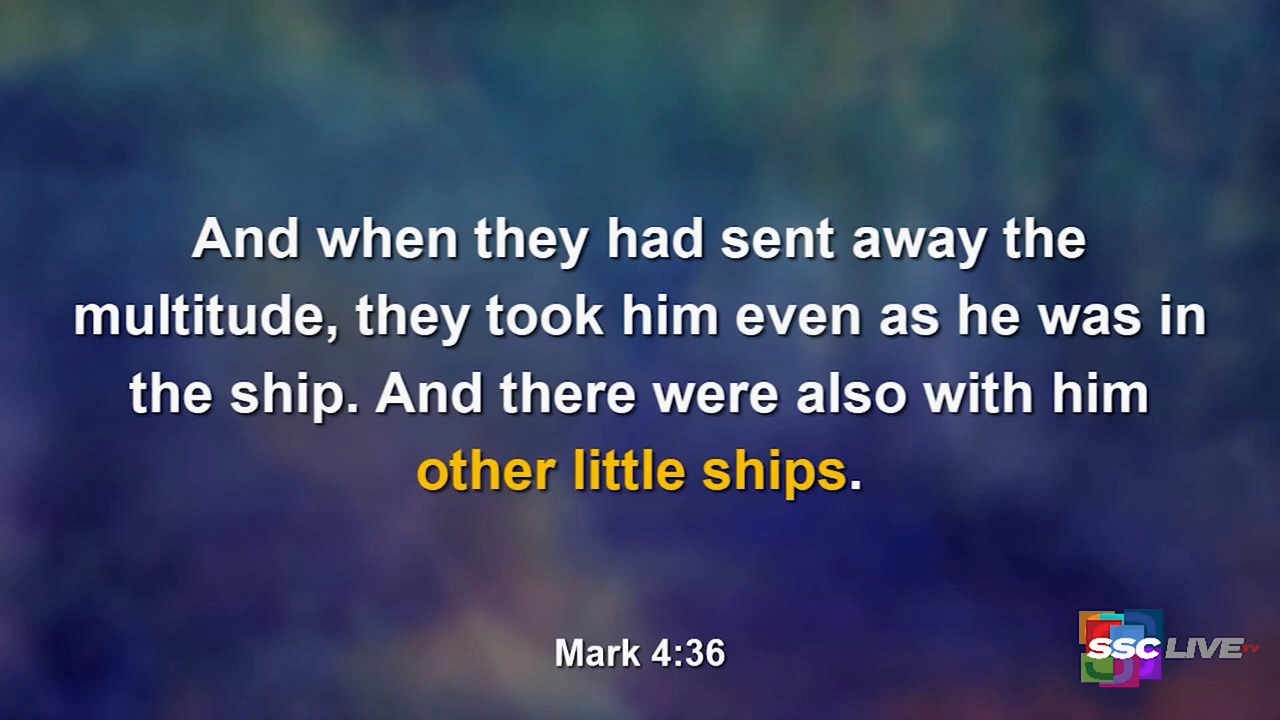 And when they had sent away the
multitude, they took him even as he was in
the ship. And there were also with him
other little ships.
Mark 4:36
SSC LIVE TV